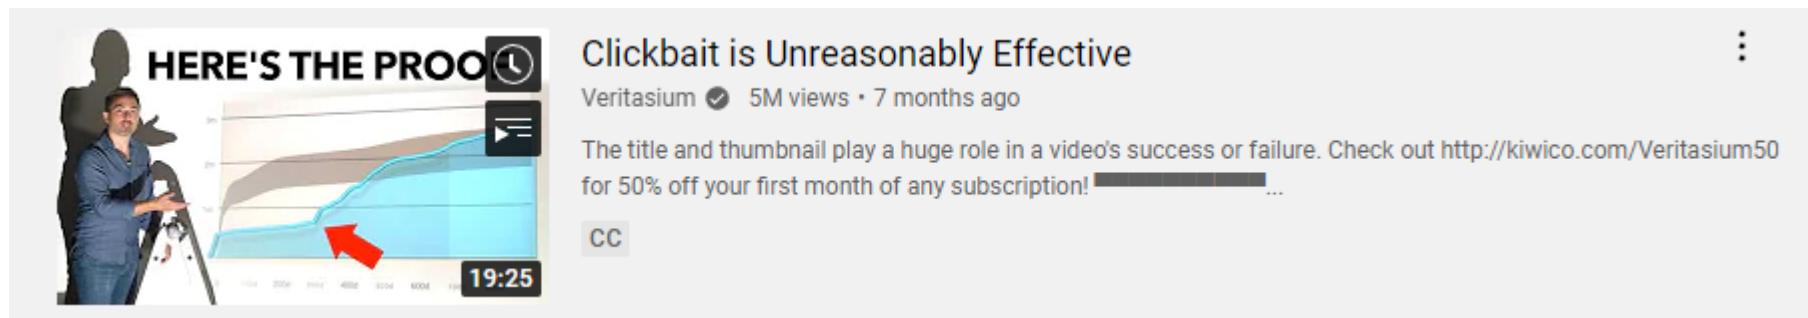 HERE'S THE PROOF
19:25
Clickbait is Unreasonably Effective
Veritasium 5M views • 7 months ago
The title and thumbnail play a huge role in a video's success or failure. Check out http://kiwico.com/Veritasium50
for 50% off your first month of any subscription! ▀▀▀▀▀▀▀▀▀▀...
CC